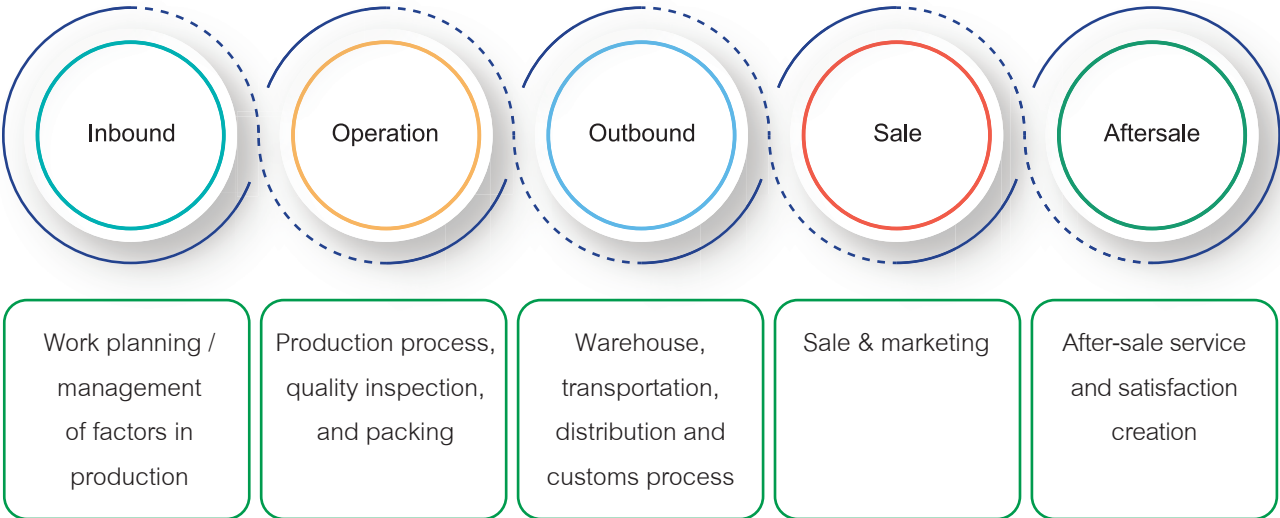 Inbound
Operation
Outbound
Sale
Aftersale
Work planning /
management
of factors in
production
Production process,
quality inspection,
and packing
Warehouse,
transportation,
distribution and
customs process
Sale & marketing
After-sale service
and satisfaction
creation